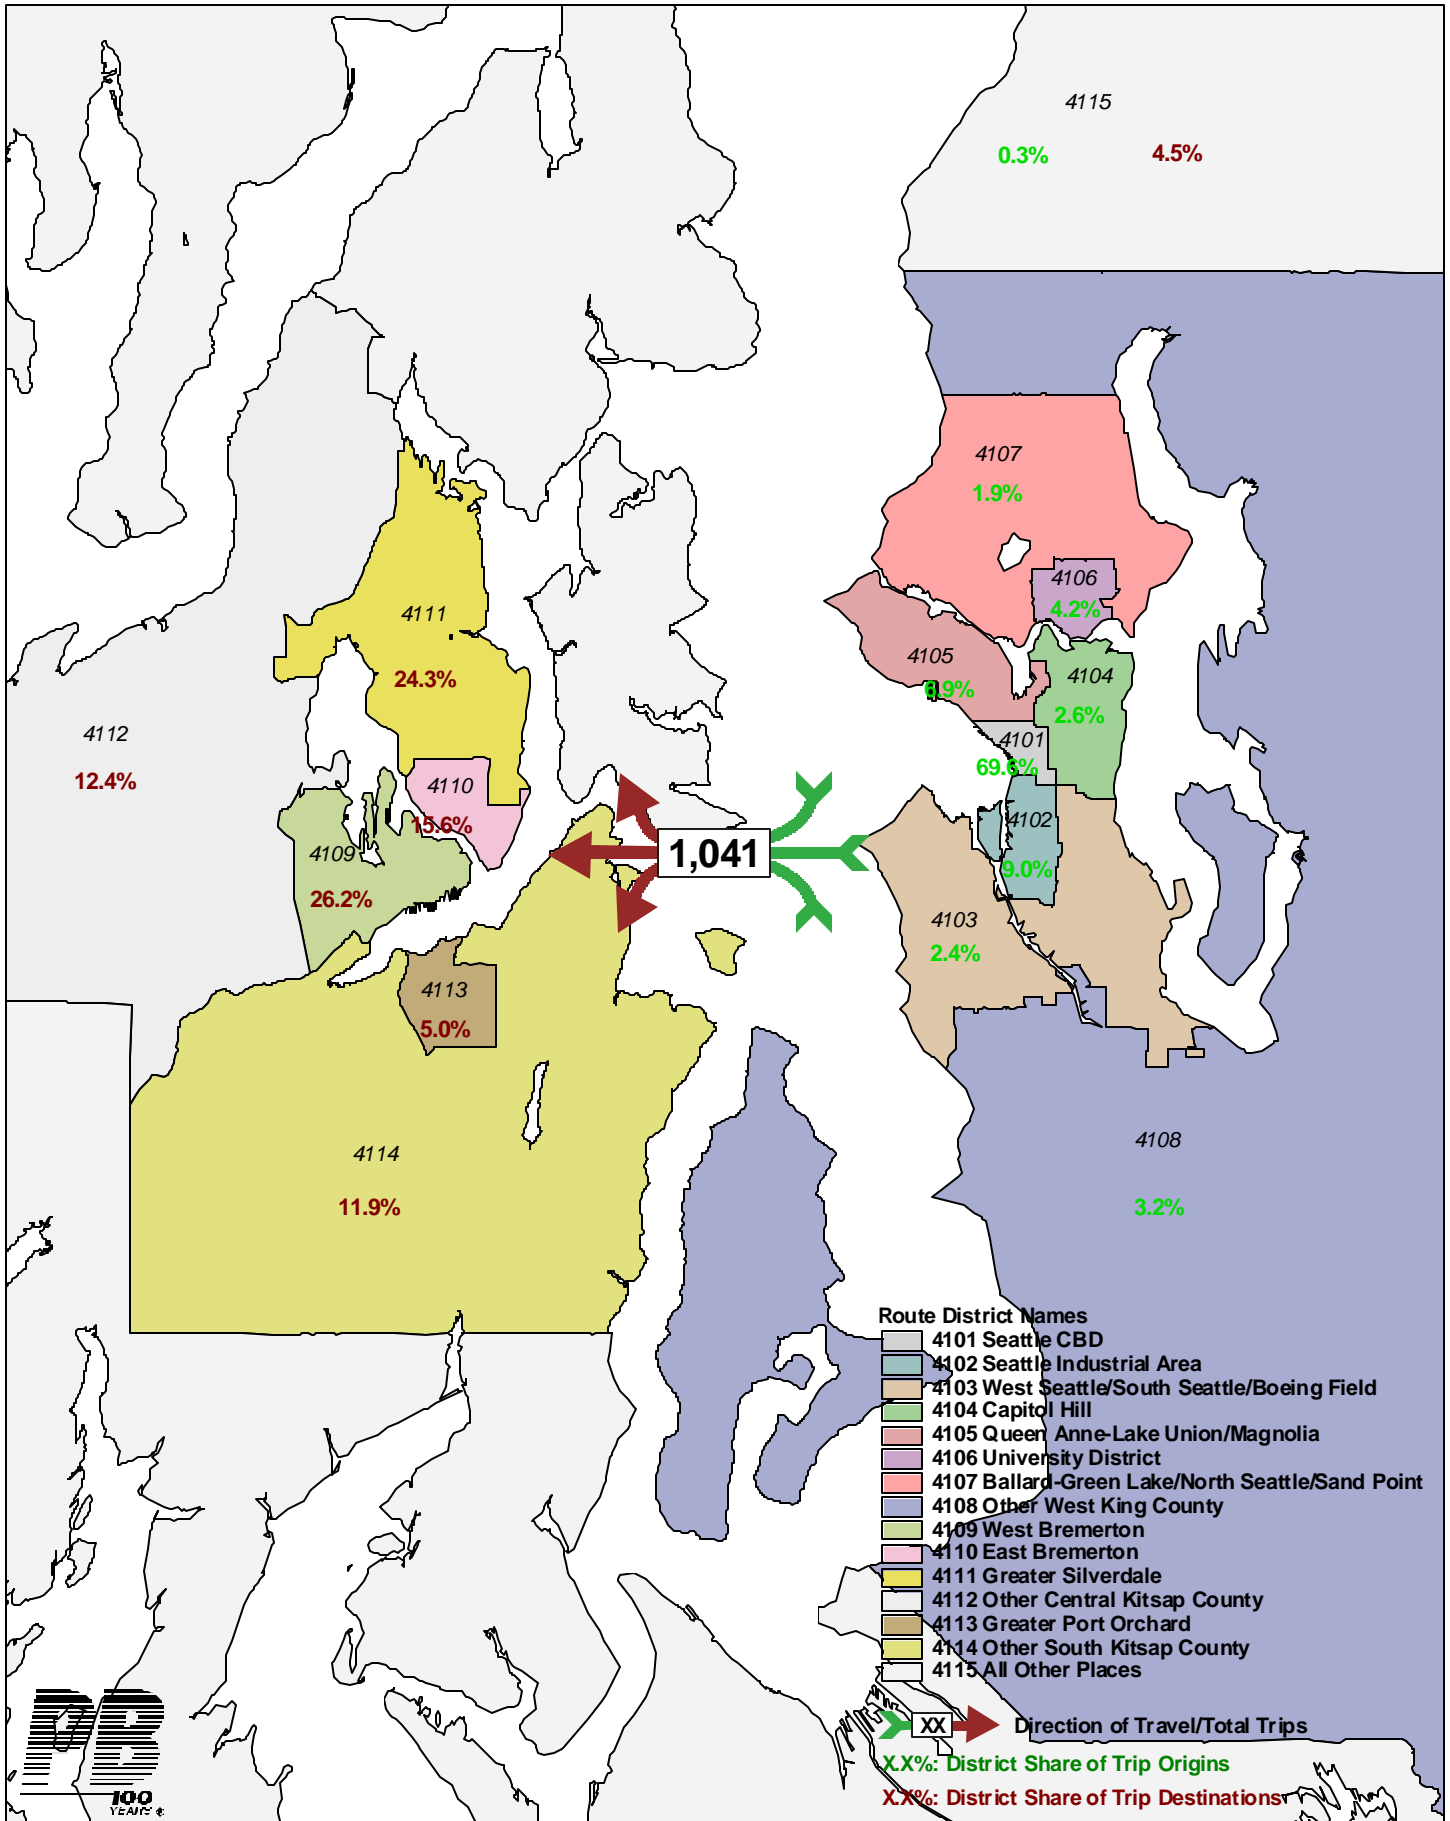 4115
0.3% 4.5%
4107
1.9%
4106
4.2%
4111
24.3%
4105
6.9%
4104
2.6%
4112
12.4%
4101
69.6%
4110
15.6%
4102
9.0%
1,041
4109
26.2%
4103
2.4%
4113
5.0%
4114
11.9%
4108
3.2%
Route District Names
4101 Seattle CBD
4102 Seattle Industrial Area
4103 West Seattle/South Seattle/Boeing Field
4104 Capitol Hill
4105 Queen Anne-Lake Union/Magnolia
4106 University District
4107 Ballard-Green Lake/North Seattle/Sand Point
4108 Other West King County
4109 West Bremerton
4110 East Bremerton
4111 Greater Silverdale
4112 Other Central Kitsap County
4113 Greater Port Orchard
4114 Other South Kitsap County
4115 All Other Places
XX Direction of Travel/Total Trips
X.X%: District Share of Trip Origins
X.X%: District Share of Trip Destinations
PB
100
YEARS ®